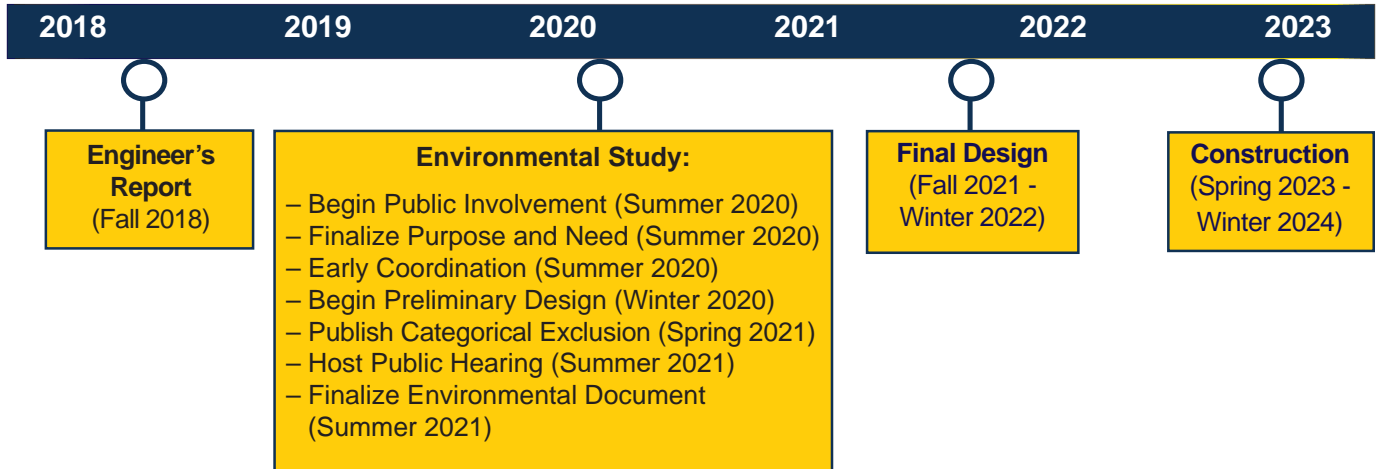 2018 2019 2020 2021 2022 2023
Engineer’s
Report
(Fall 2018)
Environmental Study:
– Begin Public Involvement (Summer 2020)
– Finalize Purpose and Need (Summer 2020)
– Early Coordination (Summer 2020)
– Begin Preliminary Design (Winter 2020)
– Publish Categorical Exclusion (Spring 2021)
– Host Public Hearing (Summer 2021)
– Finalize Environmental Document
(Summer 2021)
Final Design
(Fall 2021 -
Winter 2022)
Construction
(Spring 2023 -
Winter 2024)